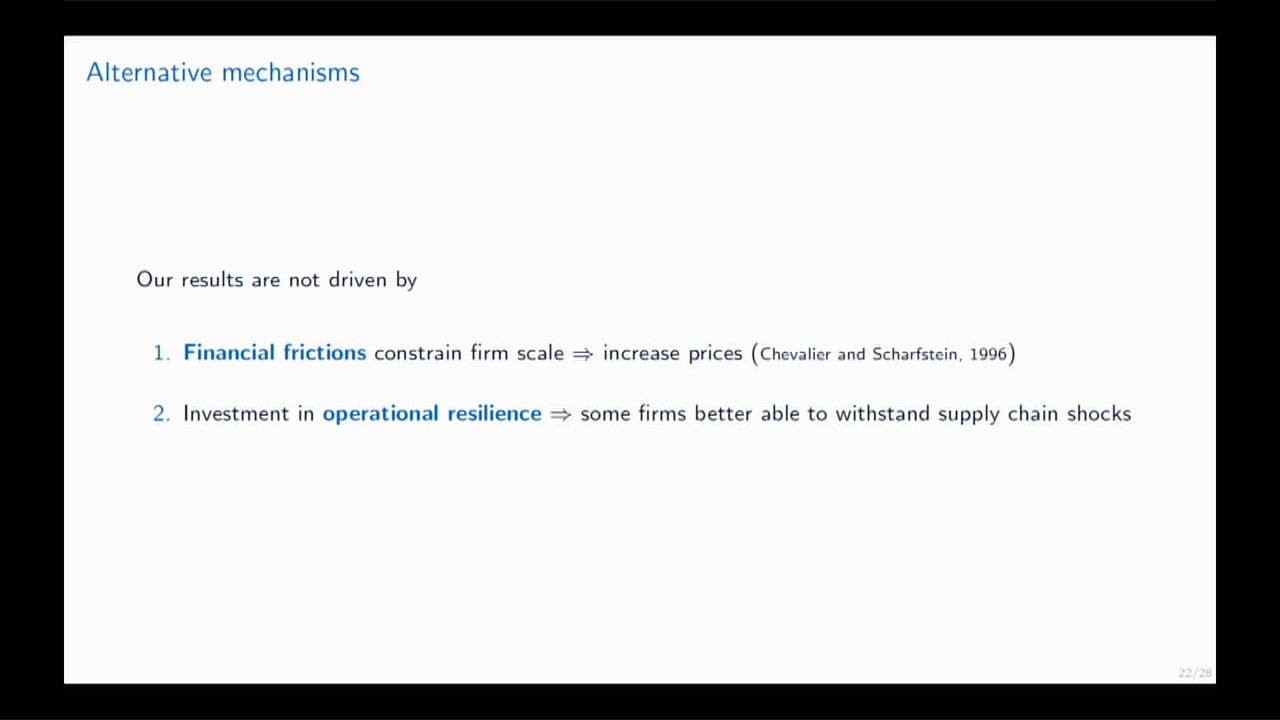 Alternative mechanisms
Our results are not driven by
1. Financial frictions constrain firm scale ⇒ increase prices (Chevalier and Scharfstein, 1996)
2. Investment in operational resilience ⇒ some firms better able to withstand supply chain shocks
22/28